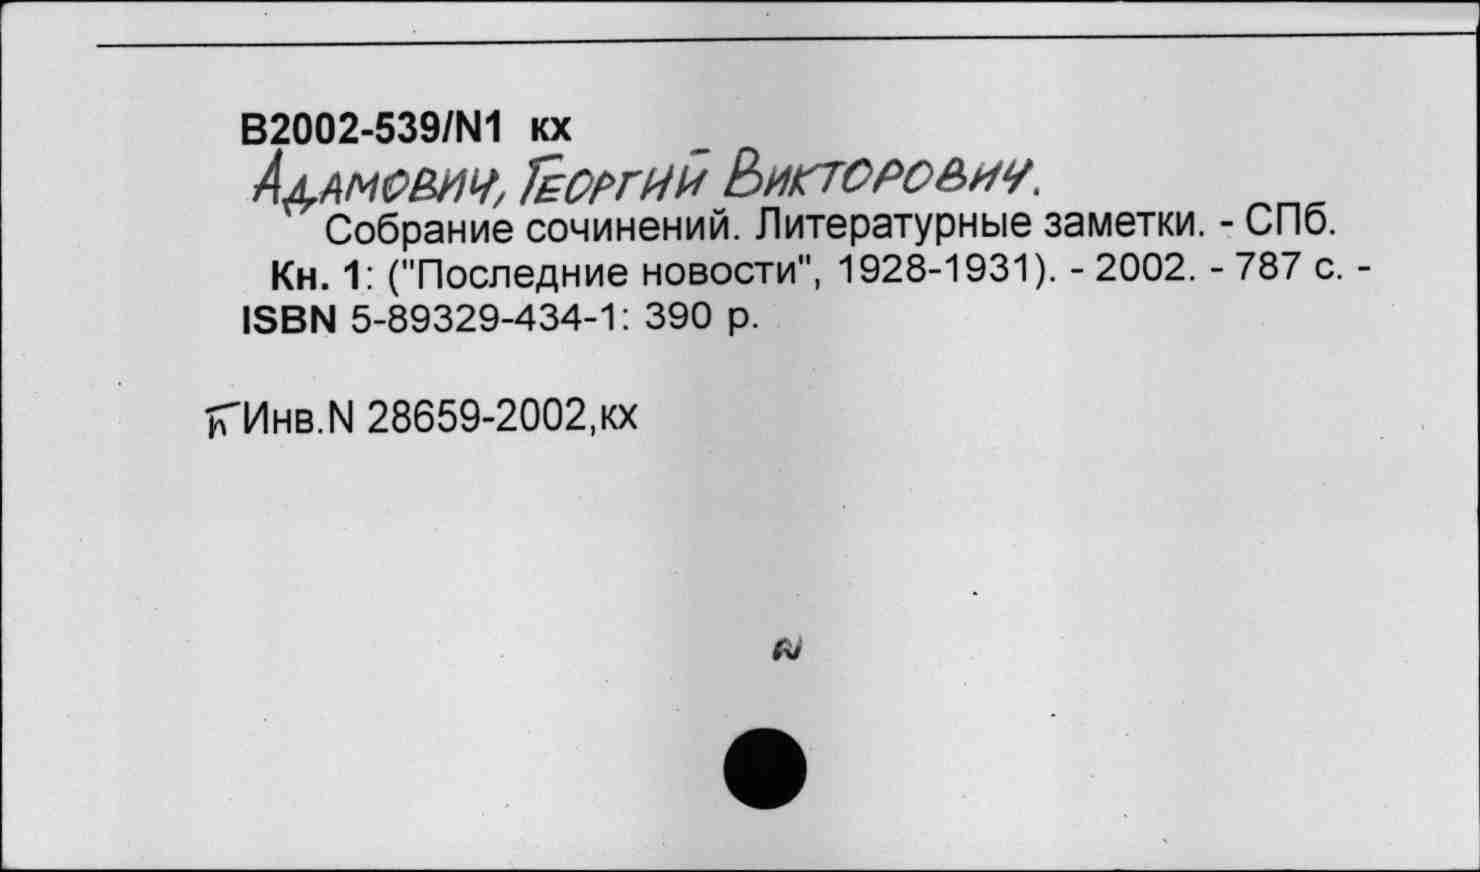 B2002-539/N1 кх
Адамович, Георгий Викторович.
Собрание сочинений. Литературные заметки. - СПб.
Кн. 1: ("Последние новости", 1928-1931). - 2002. - 787 с. -
ISBN 5-89329-434-1: 390 р.
Инв.N 28659-2002,кх